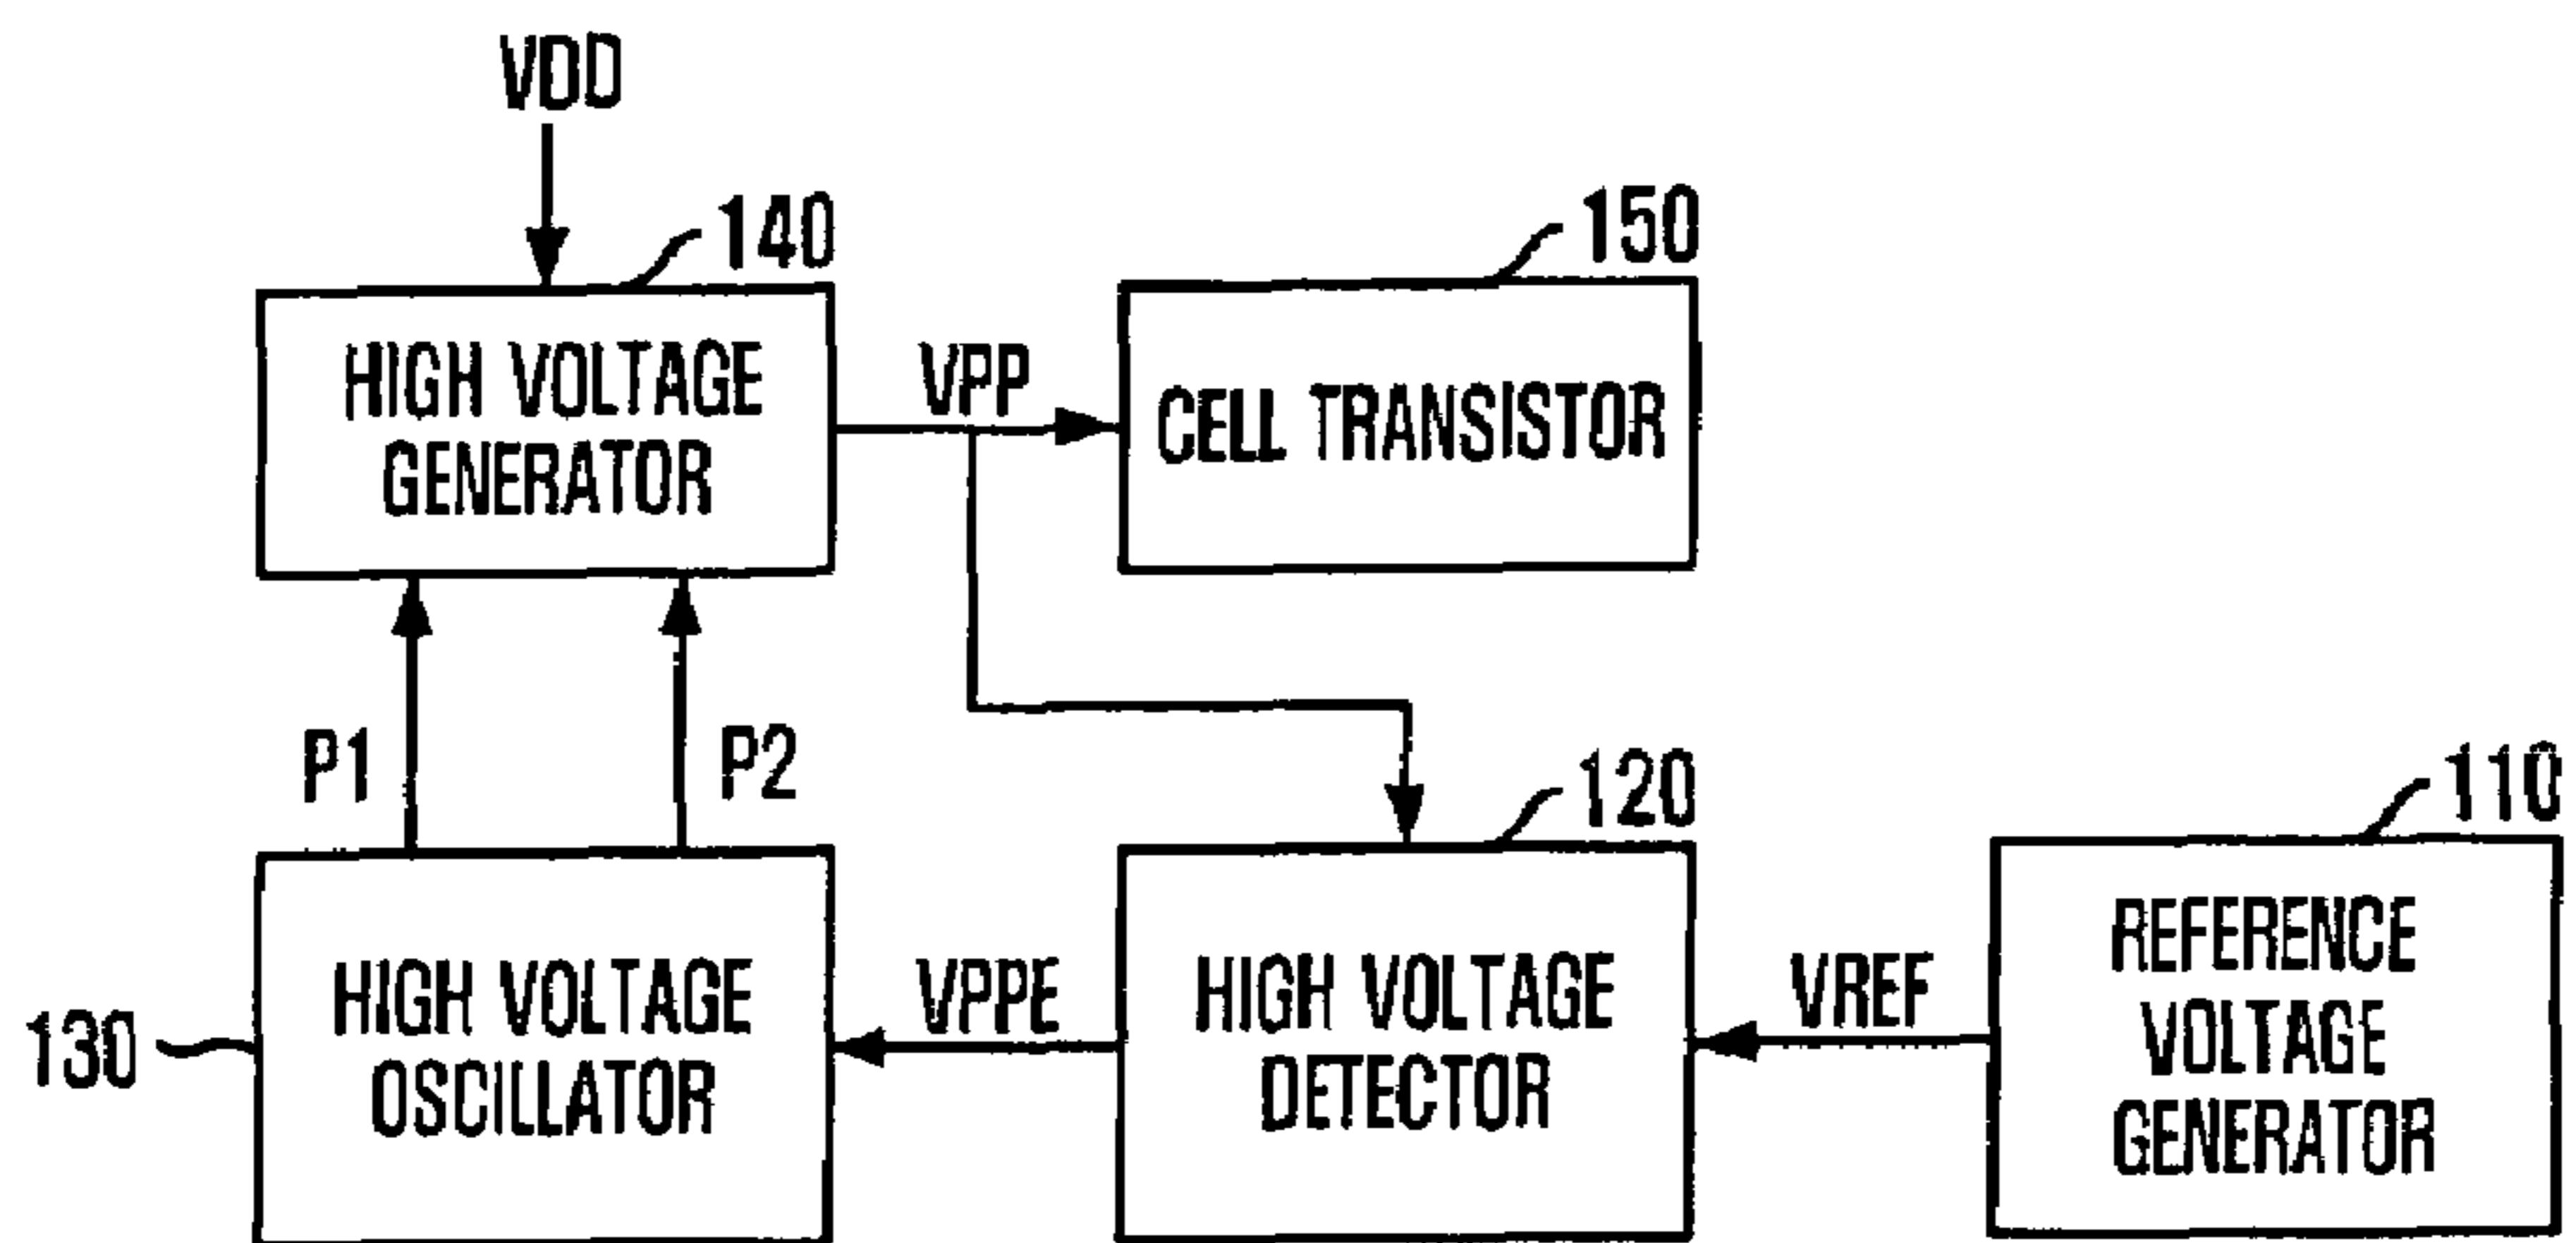 VDD
140
150
HIGH VOLTAGE
GENERATOR
VPP
CELL TRANSISTOR
P1
P2
120
110
130
HIGH VOLTAGE
OSCILLATOR
VPPE
HIGH VOLTAGE
DETECTOR
VREF
REFERENCE
VOLTAGE
GENERATOR